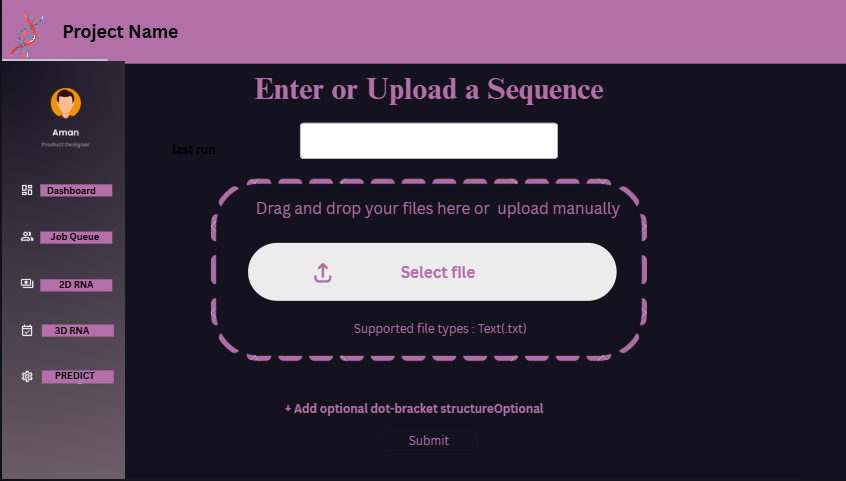 Project Name
Aman
Product Designer
Dashboard
Job Queue
2D RNA
3D RNA
PREDICT
Enter or Upload a Sequence
last run
Drag and drop your files here or upload manually
Select file
Supported file types : Text(.txt)
+ Add optional dot-bracket structureOptional
Submit